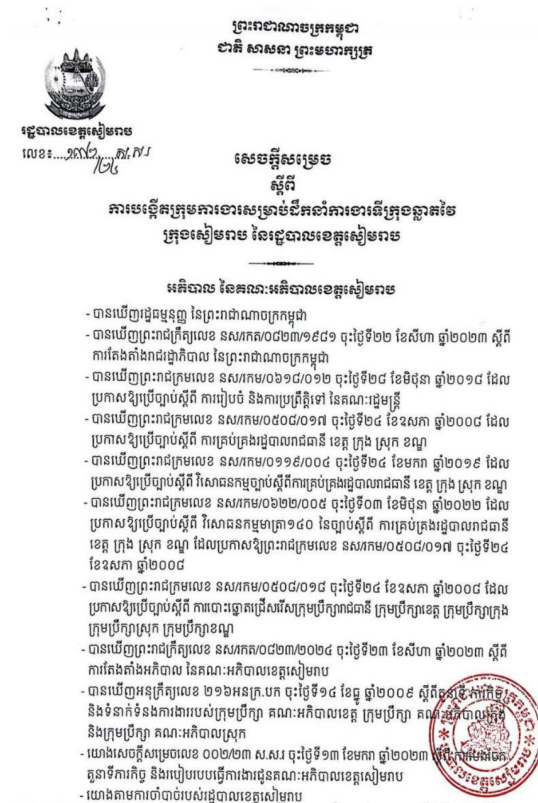 ព្រះរាជាណាចក្រកម្ពុជា
ជាតិ សាសនា ព្រះមហាក្សត្រ
រដ្ឋបាលខេត្តសៀមរាប
លេខ៖
សេចក្តីសម្រេច
ស្តីពី
ការបង្កើតក្រុមការងារសម្រាប់ដឹកនាំការងារទីក្រុងឆ្លាតវៃ
ក្រុងសៀមរាប នៃរដ្ឋបាលខេត្តសៀមរាប
អភិបាល នៃគណៈអភិបាលខេត្តសៀមរាប
- បានឃើញរដ្ឋធម្មនុញ្ញ នៃព្រះរាជាណាចក្រកម្ពុជា
- បានឃើញព្រះរាជក្រឹត្យលេខ នស/រកត/០៨២៣/១៩៨១ ចុះថ្ងៃទី២២ ខែសីហា ឆ្នាំ២០២៣ ស្តីពី
ការតែងតាំងរាជរដ្ឋាភិបាល នៃព្រះរាជាណាចក្រកម្ពុជា
- បានឃើញព្រះរាជក្រមលេខ នស/រកម/០៦១៨/០១២ ចុះថ្ងៃទី២៨ ខែមិថុនា ឆ្នាំ២០១៨ ដែល
ប្រកាសឱ្យប្រើច្បាប់ស្តីពី ការរៀបចំ និងការប្រព្រឹត្តទៅ នៃគណៈរដ្ឋមន្ត្រី
- បានឃើញព្រះរាជក្រមលេខ នស/រកម/០៥០៨/០១៧ ចុះថ្ងៃទី២៤ ខែឧសភា ឆ្នាំ២០០៨ ដែល
ប្រកាសឱ្យប្រើច្បាប់ស្តីពី ការគ្រប់គ្រងរដ្ឋបាលរាជធានី ខេត្ត ក្រុង ស្រុក ខណ្ឌ
- បានឃើញព្រះរាជក្រមលេខ នស/រកម/០១១៩/០០៤ ចុះថ្ងៃទី២៤ ខែមករា ឆ្នាំ២០១៩ ដែល
ប្រកាសឱ្យប្រើច្បាប់ស្តីពី វិសោធនកម្មច្បាប់ស្តីពីការគ្រប់គ្រងរដ្ឋបាលរាជធានី ខេត្ត ក្រុង ស្រុក ខណ្ឌ
- បានឃើញព្រះរាជក្រមលេខ នស/រកម/០៦២២/០០៥ ចុះថ្ងៃទី០៣ ខែមិថុនា ឆ្នាំ២០២២ ដែល
ប្រកាសឱ្យប្រើច្បាប់ស្តីពី វិសោធនកម្មមាត្រា១៤០ នៃច្បាប់ស្តីពី ការគ្រប់គ្រងរដ្ឋបាលរាជធានី
ខេត្ត ក្រុង ស្រុក ខណ្ឌ ដែលប្រកាសឱ្យព្រះរាជក្រមលេខ នស/រកម/០៥០៨/០១៧ ចុះថ្ងៃទី២៤
ខែឧសភា ឆ្នាំ២០០៨
- បានឃើញព្រះរាជក្រមលេខ នស/រកម/០៥០៨/០១៨ ចុះថ្ងៃទី២៤ ខែឧសភា ឆ្នាំ២០០៨ ដែល
ប្រកាសឱ្យប្រើច្បាប់ស្តីពី ការបោះឆ្នោតជ្រើសរើសក្រុមប្រឹក្សារាជធានី ក្រុមប្រឹក្សាខេត្ត ក្រុមប្រឹក្សាក្រុង
ក្រុមប្រឹក្សាស្រុក ក្រុមប្រឹក្សាខណ្ឌ
- បានឃើញព្រះរាជក្រឹត្យលេខ នស/រកត/០៨២៣/២០២៤ ចុះថ្ងៃទី២៣ ខែសីហា ឆ្នាំ២០២៣ ស្តីពី
ការតែងតាំងអភិបាល នៃគណៈអភិបាលខេត្តសៀមរាប
- បានឃើញអនុក្រឹត្យលេខ ២១៦អនក្រ.បក ចុះថ្ងៃទី១៤ ខែធ្នូ ឆ្នាំ២០០៩ ស្តីពីតួនាទី ភារកិច្ច
និងទំនាក់ទំនងការងាររបស់ក្រុមប្រឹក្សា គណៈអភិបាលខេត្ត ក្រុមប្រឹក្សា គណៈអភិបាលក្រុង
និងក្រុមប្រឹក្សា គណៈអភិបាលស្រុក
- យោងសេចក្តីសម្រេចលេខ ០០២/២៣ ស.ស.រ ចុះថ្ងៃទី១៣ ខែមករា ឆ្នាំ២០២៣ ស្តីពី ការបែងចែក
តួនាទីភារកិច្ច និងរបៀបរបបធ្វើការងារជូនគណៈអភិបាលខេត្តសៀមរាប
- យោងតាមការចាំបាច់របស់រដ្ឋបាលខេត្តសៀមរាប